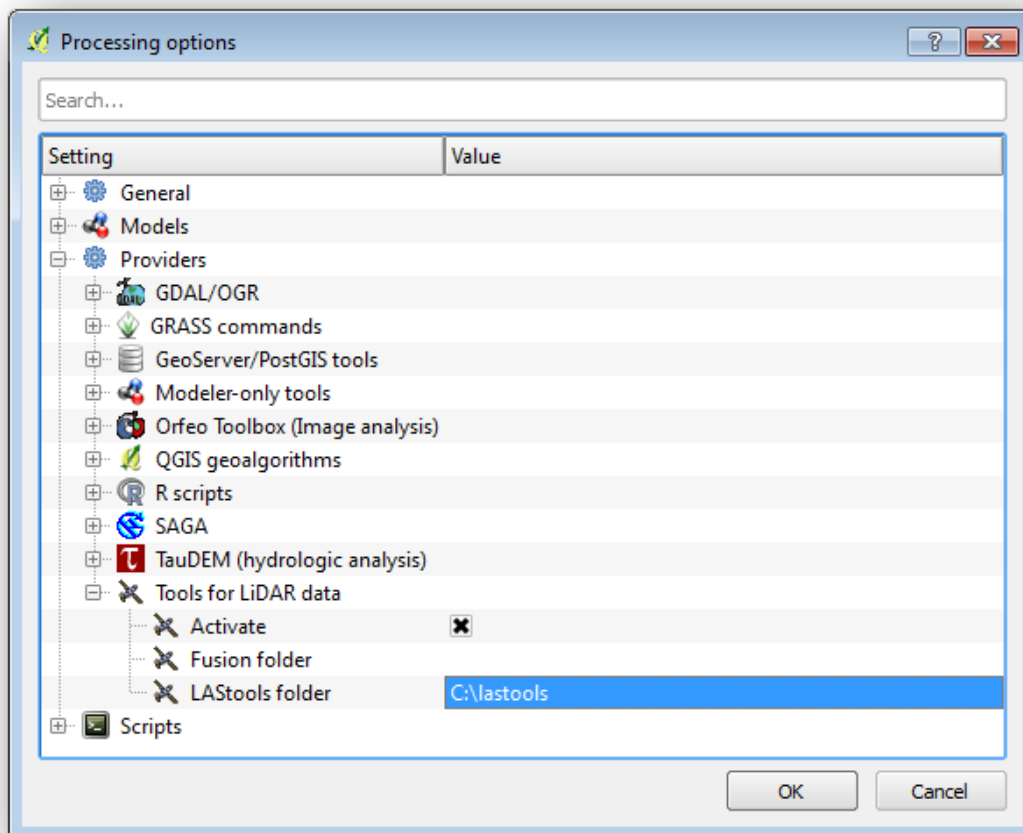 Processing options
Search...
Setting Value
General
Models
Providers
GDAL/OGR
GRASS commands
GeoServer/PostGIS tools
Modeler-only tools
Orfeo Toolbox (Image analysis)
QGIS geoalgorithms
R scripts
SAGA
TauDEM (hydrologic analysis)
Tools for LiDAR data
Activate
Fusion folder
LAStools folder C:\lastools
Scripts
OK Cancel